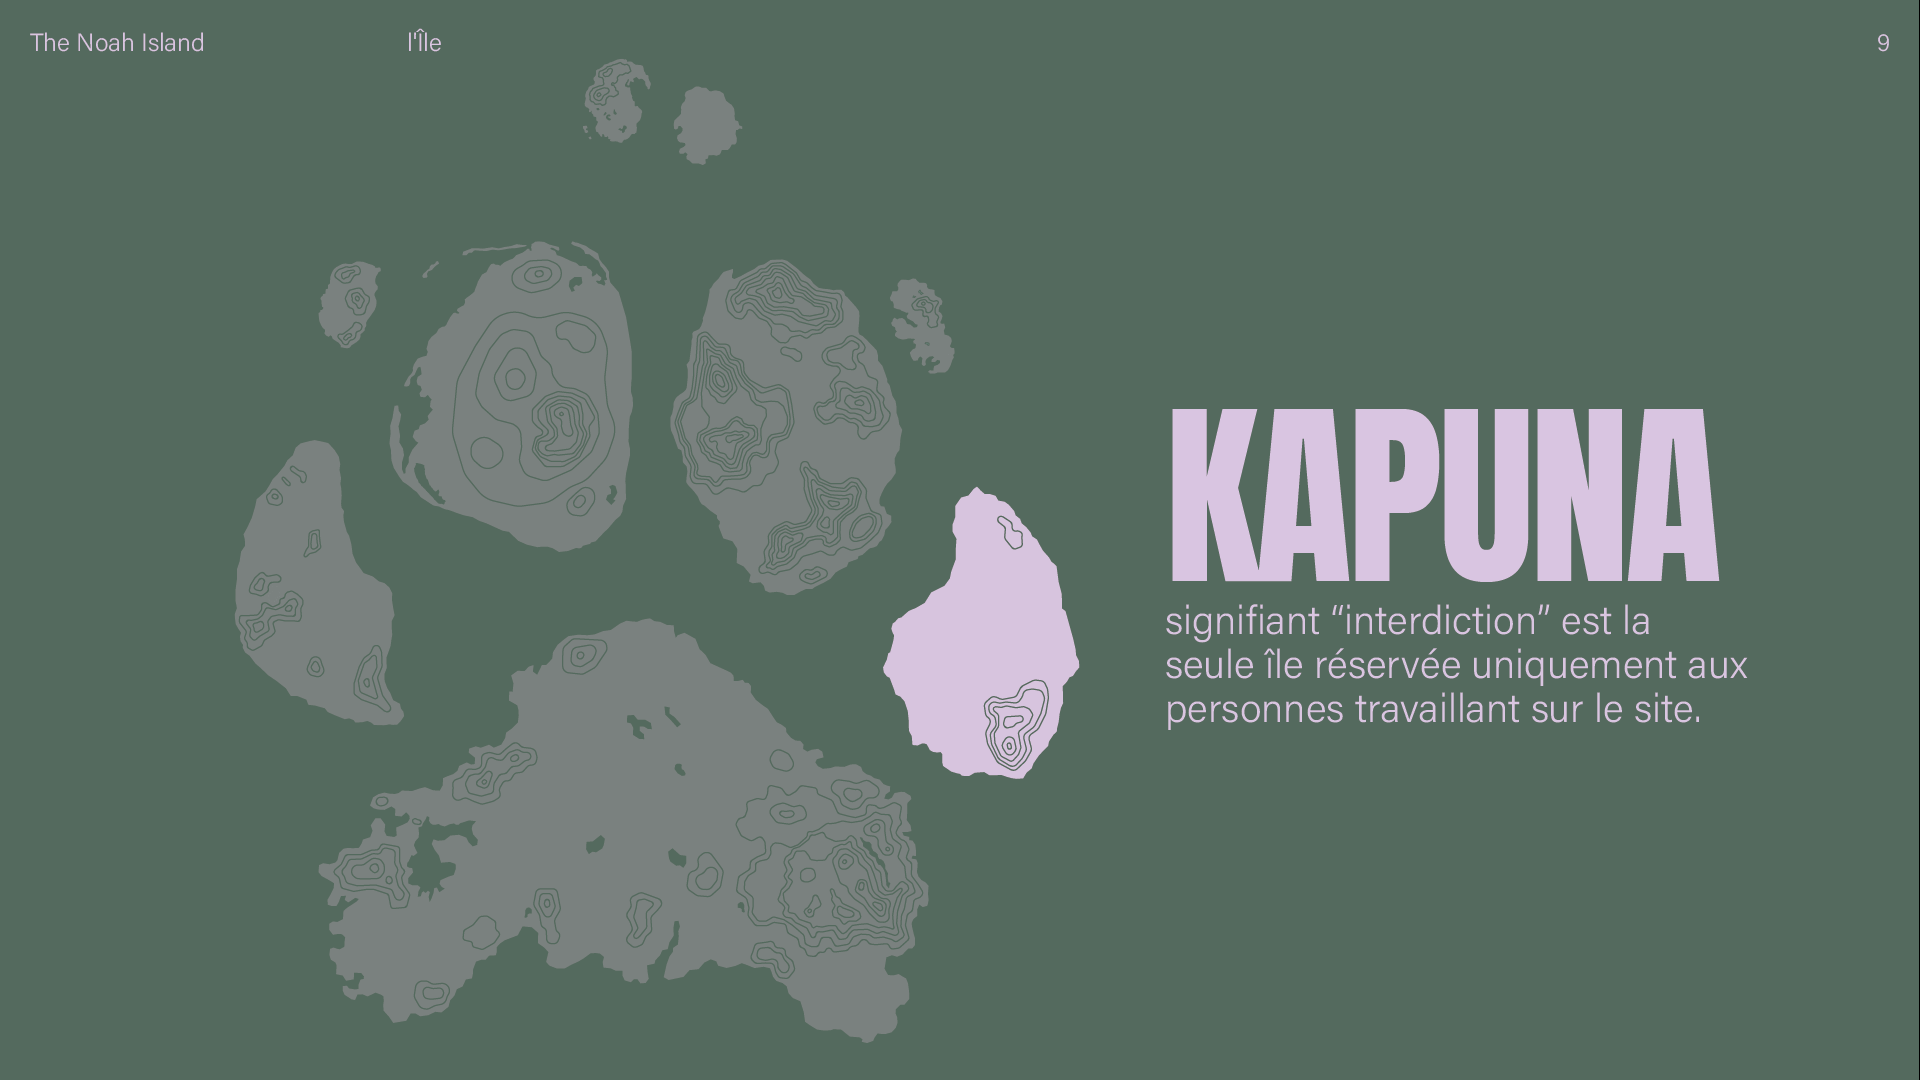 The Noah Island
l'Île
9
KAPUNA
signifiant “interdiction” est la
seule île réservée uniquement aux
personnes travaillant sur le site.